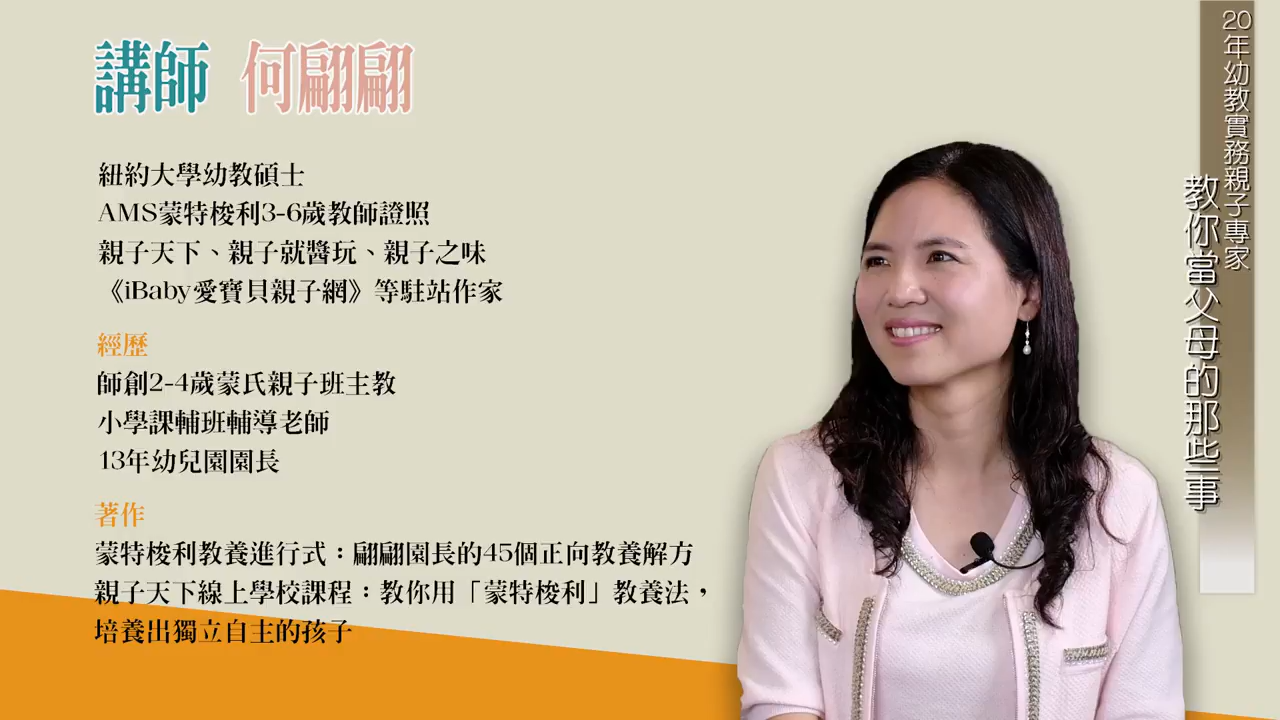 講師 何翩翩
紐約大學幼教碩士
AMS蒙特梭利3-6歲教師證照
親子天下、親子就醬玩、親子之味
《iBaby愛寶貝親子網》等駐站作家
經歷
師創2-4歲蒙氏親子班主教
小學課輔班輔導老師
13年幼兒園園長
著作
蒙特梭利教養進行式：翩翩園長的45個正向教養解方
親子天下線上學校課程：教你用「蒙特梭利」教養法，
培養出獨立自主的孩子
20年幼教實務親子專家
教你當父母的那些事